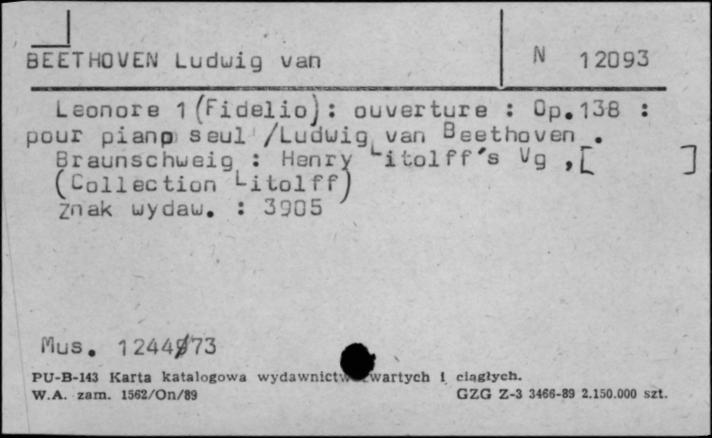 BEETHOVEN Ludwig van N 12093
Leonore 1 (Fidelio): ouverture : Op.138 :
pour piano seul /Ludwig van Beethoven .
Braunschweig : Henry Litolff's Vg ,[ ]
(Collection Litolff)
Znak wydaw. : 3905
Mus. 1244 73
PU-B-143 Karta katalogowa wydawnictw zwartych i ciągłych.
W.A. zam. 1562/On/89 GZG Z-3 3466-89 2.150.000 szt.